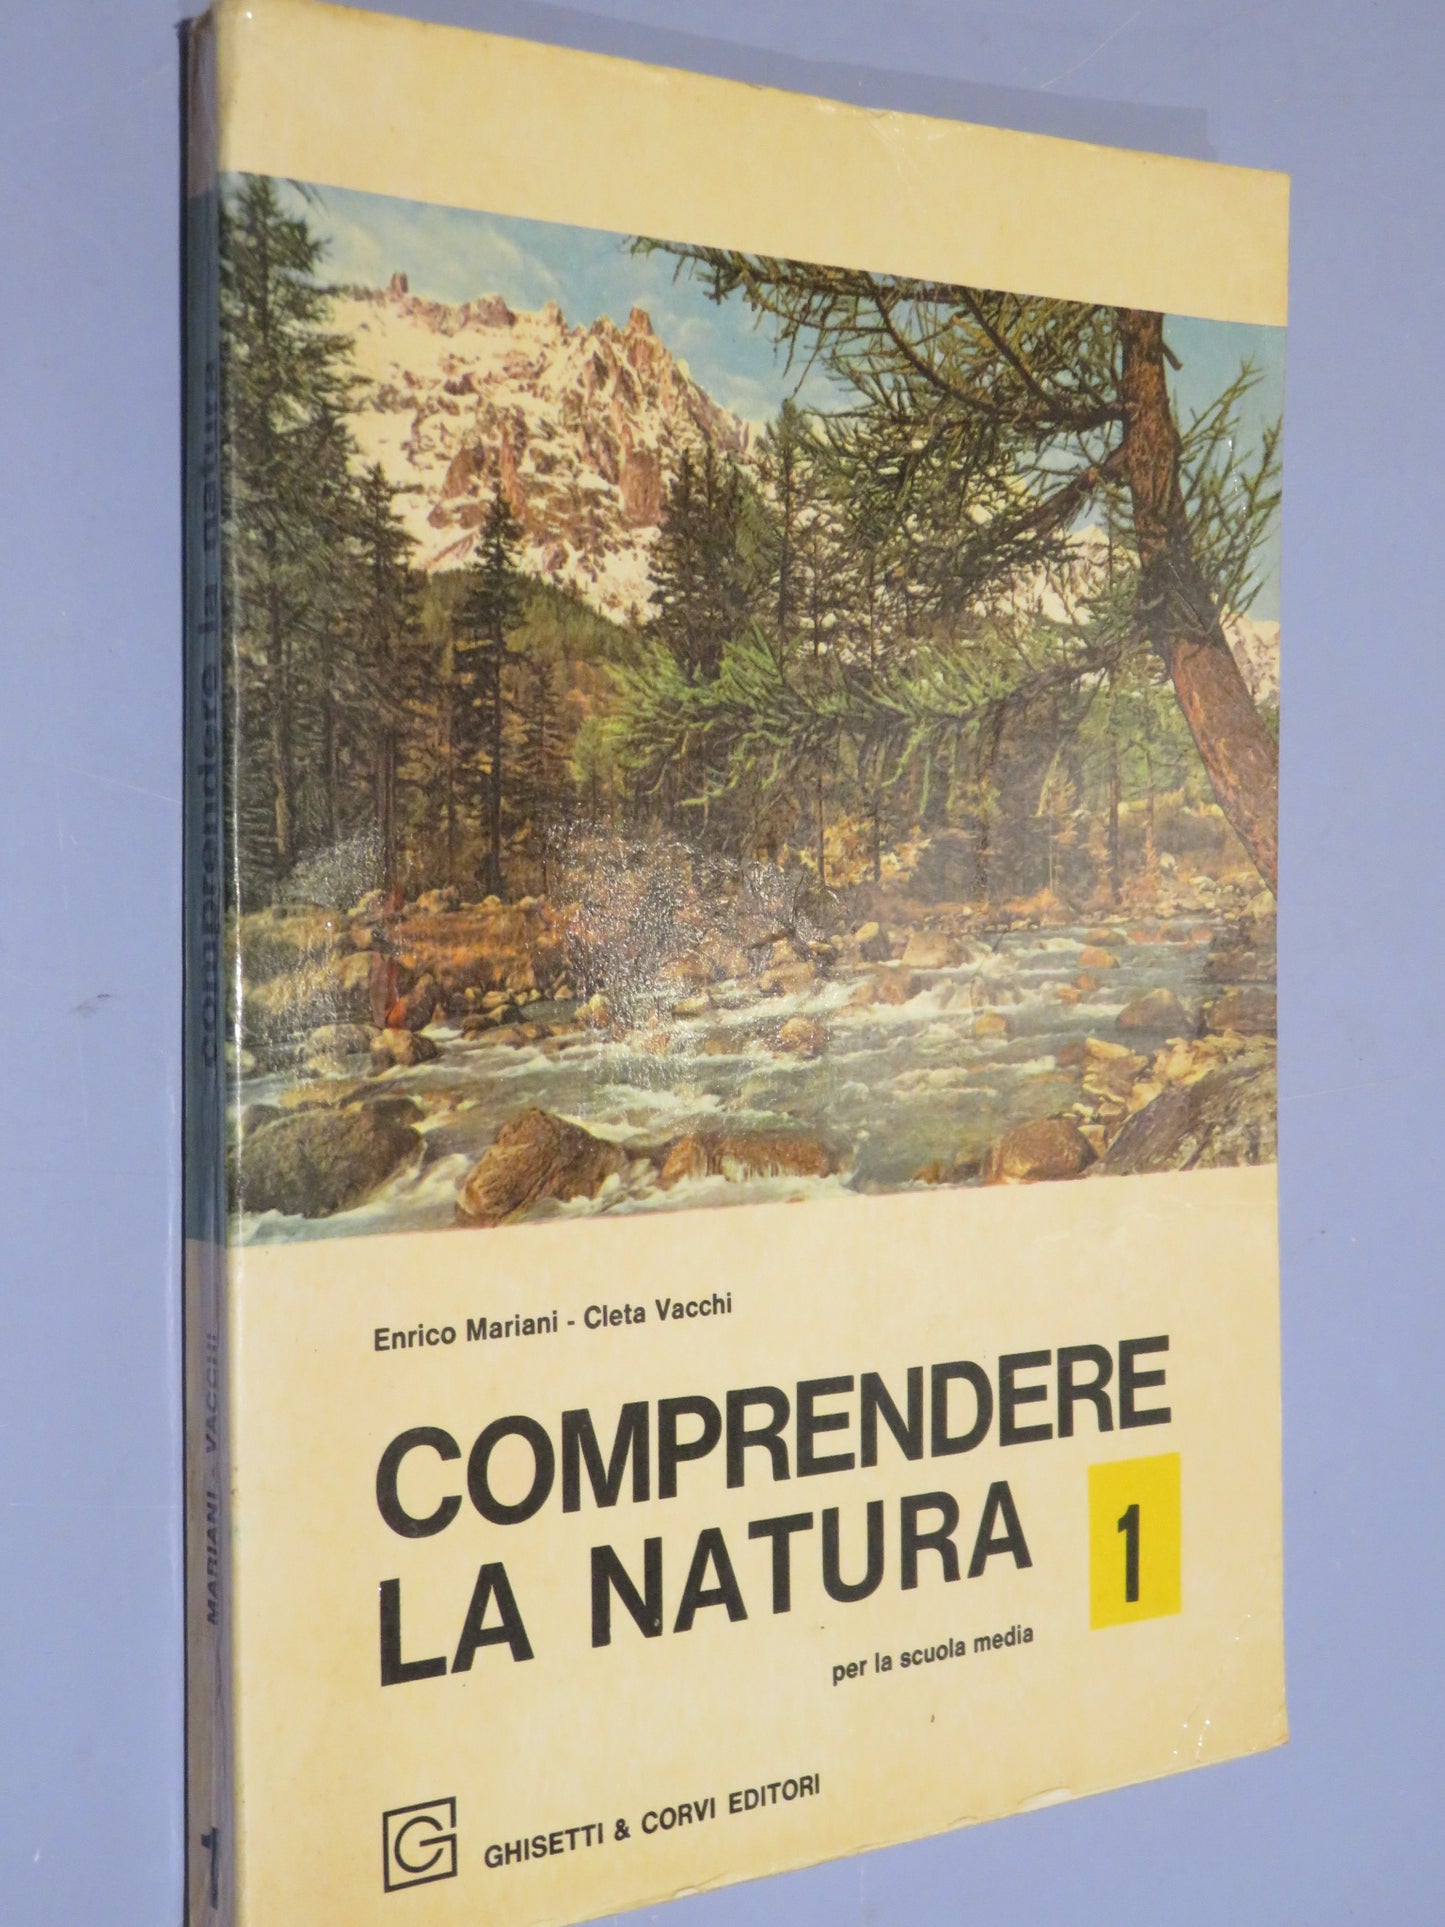 Enrico Mariani - Cleta Vacchi
COMPRENDERE
LA NATURA
1
per la scuola media
G
GHISETTI & CORVI EDITORI
comprendere la natura
MARIANI - VACCHI
1